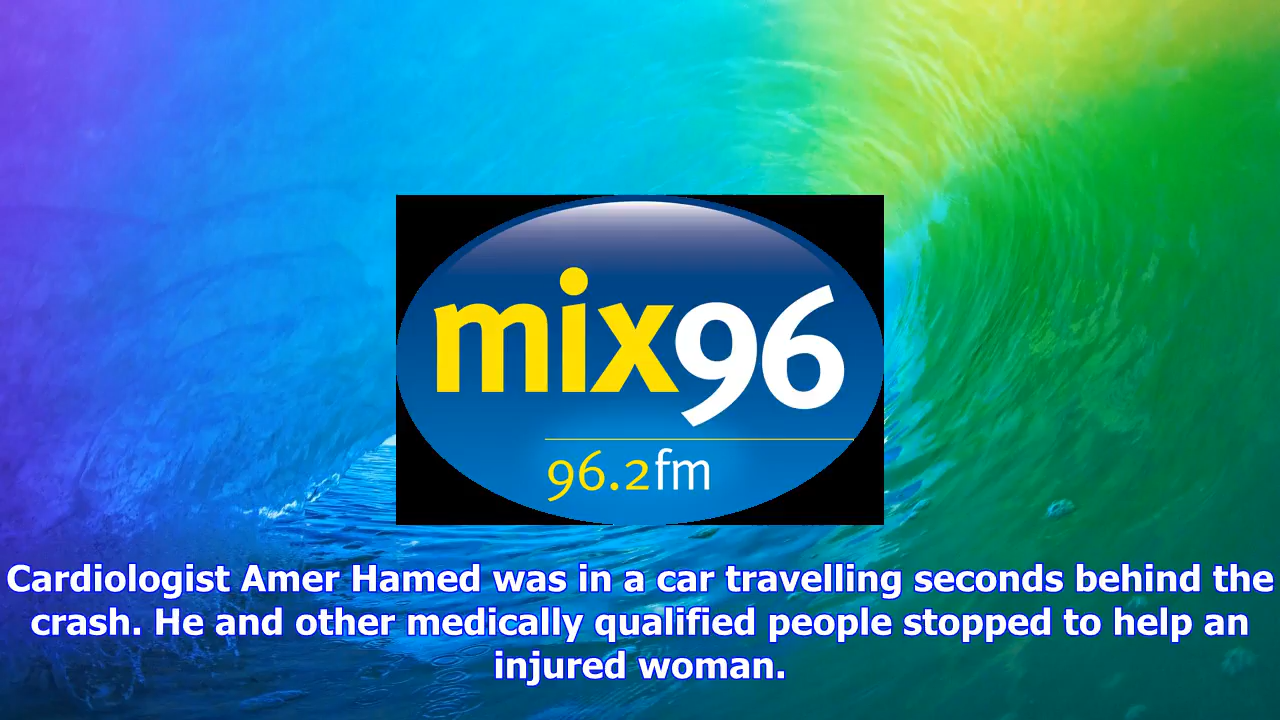 mix96
96.2fm
Cardiologist Amer Hamed was in a car travelling seconds behind the
crash. He and other medically qualified people stopped to help an
injured woman.